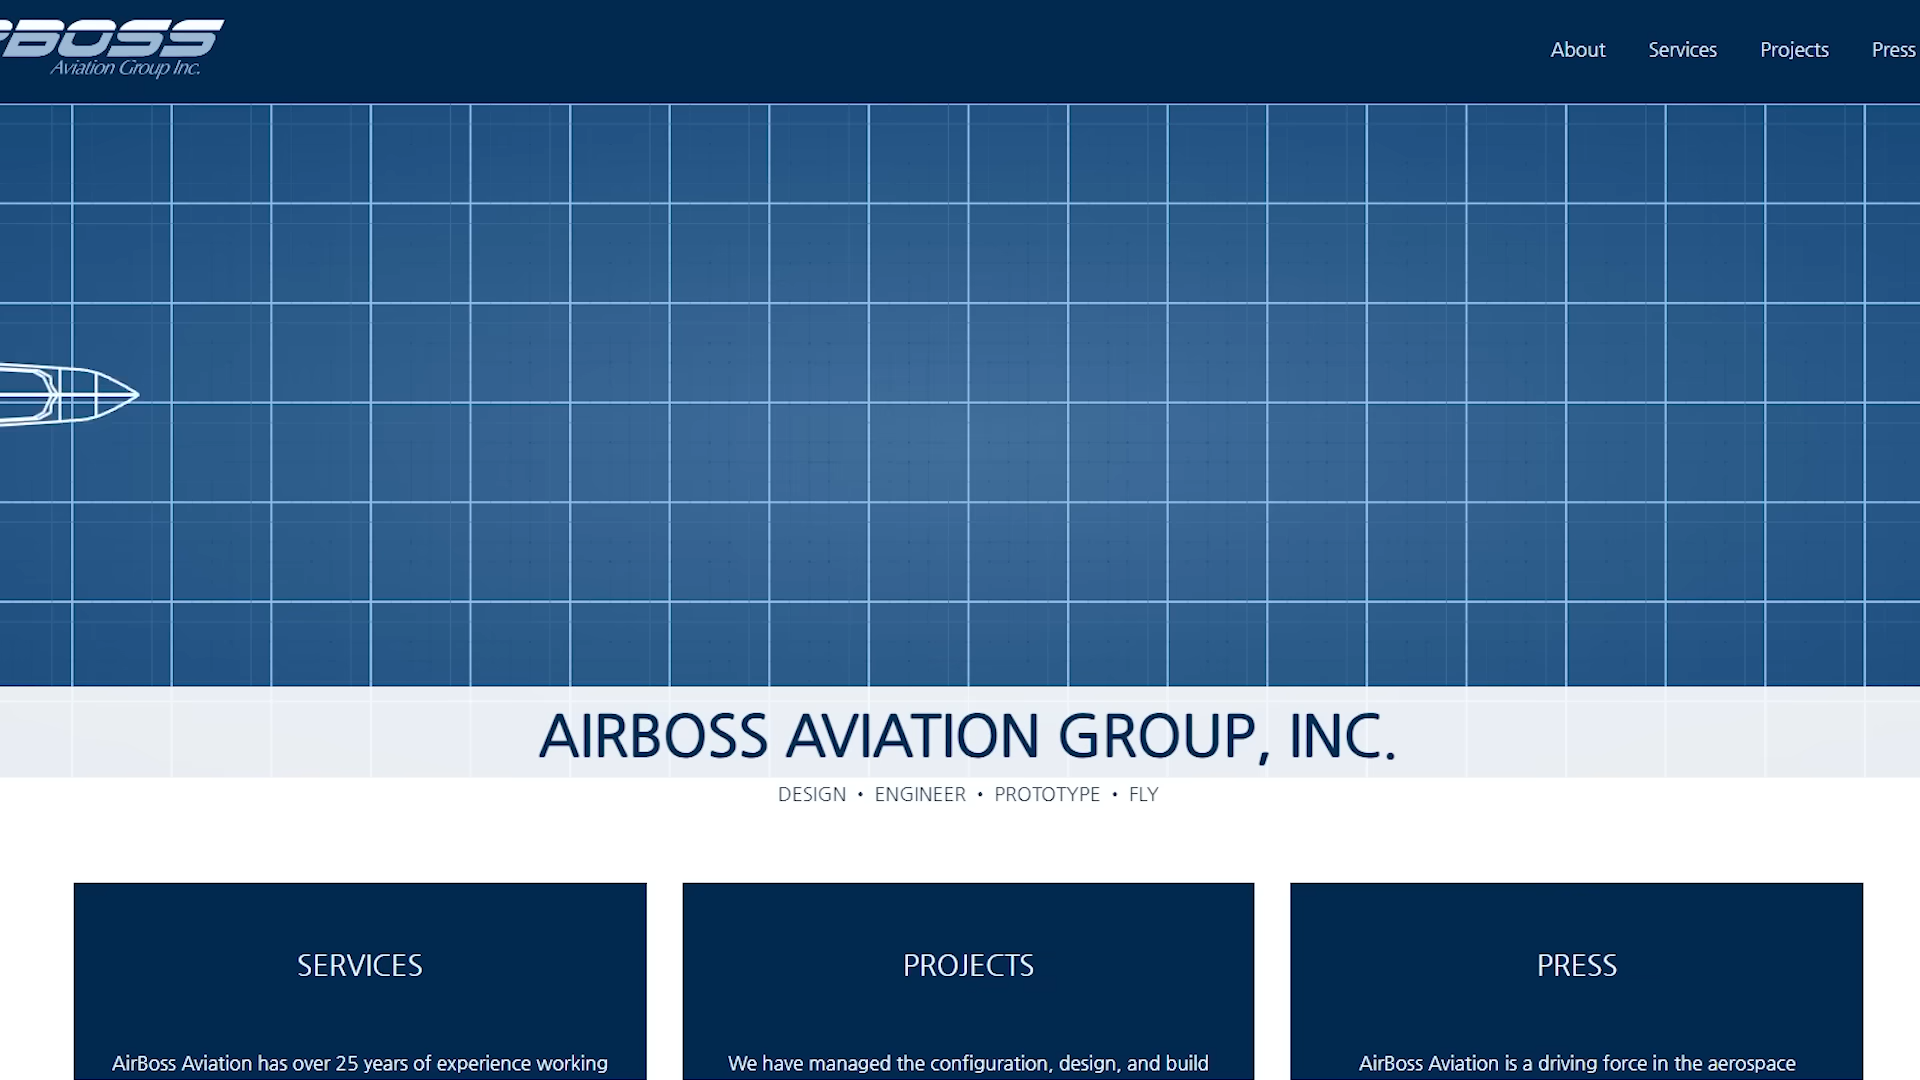 RBOSS
Aviation Group Inc.
About Services Projects Press
AIRBOSS AVIATION GROUP, INC.
DESIGN • ENGINEER • PROTOTYPE • FLY
SERVICES
AirBoss Aviation has over 25 years of experience working
PROJECTS
We have managed the configuration, design, and build
PRESS
AirBoss Aviation is a driving force in the aerospace